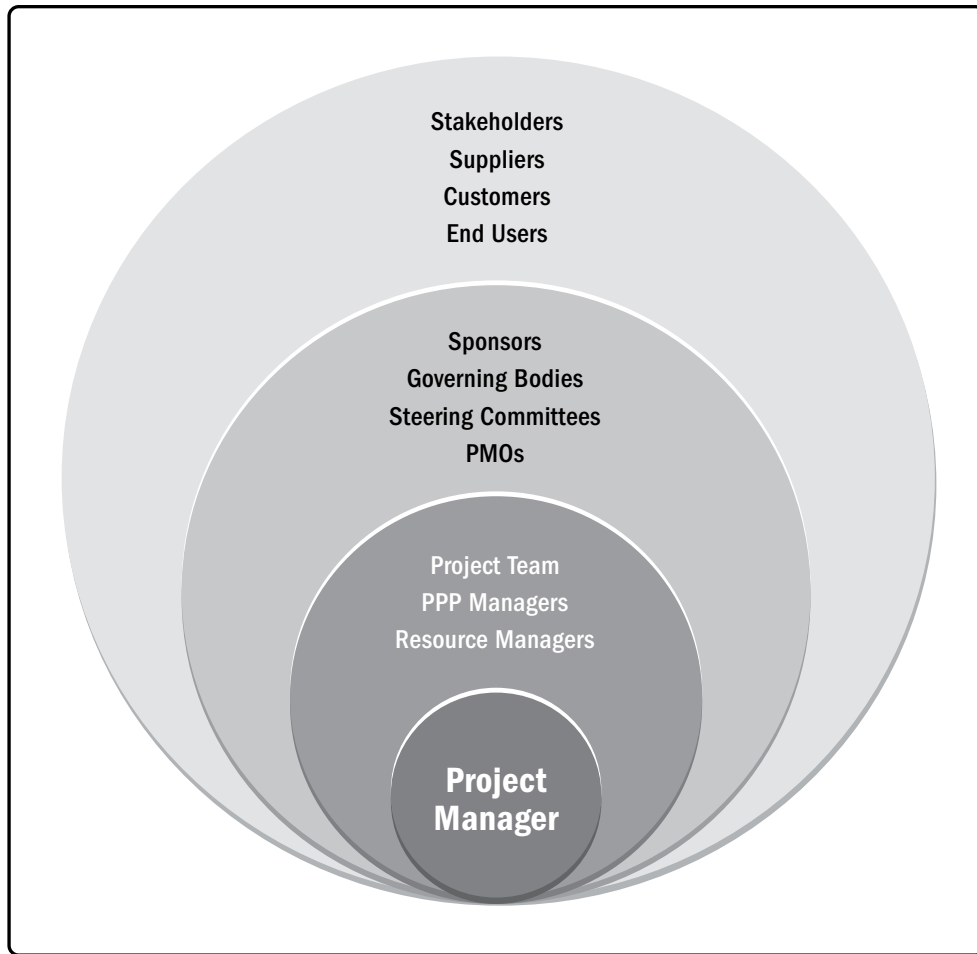 Stakeholders
Suppliers
Customers
End Users
Sponsors
Governing Bodies
Steering Committees
PMOs
Project Team
PPP Managers
Resource Managers
Project
Manager